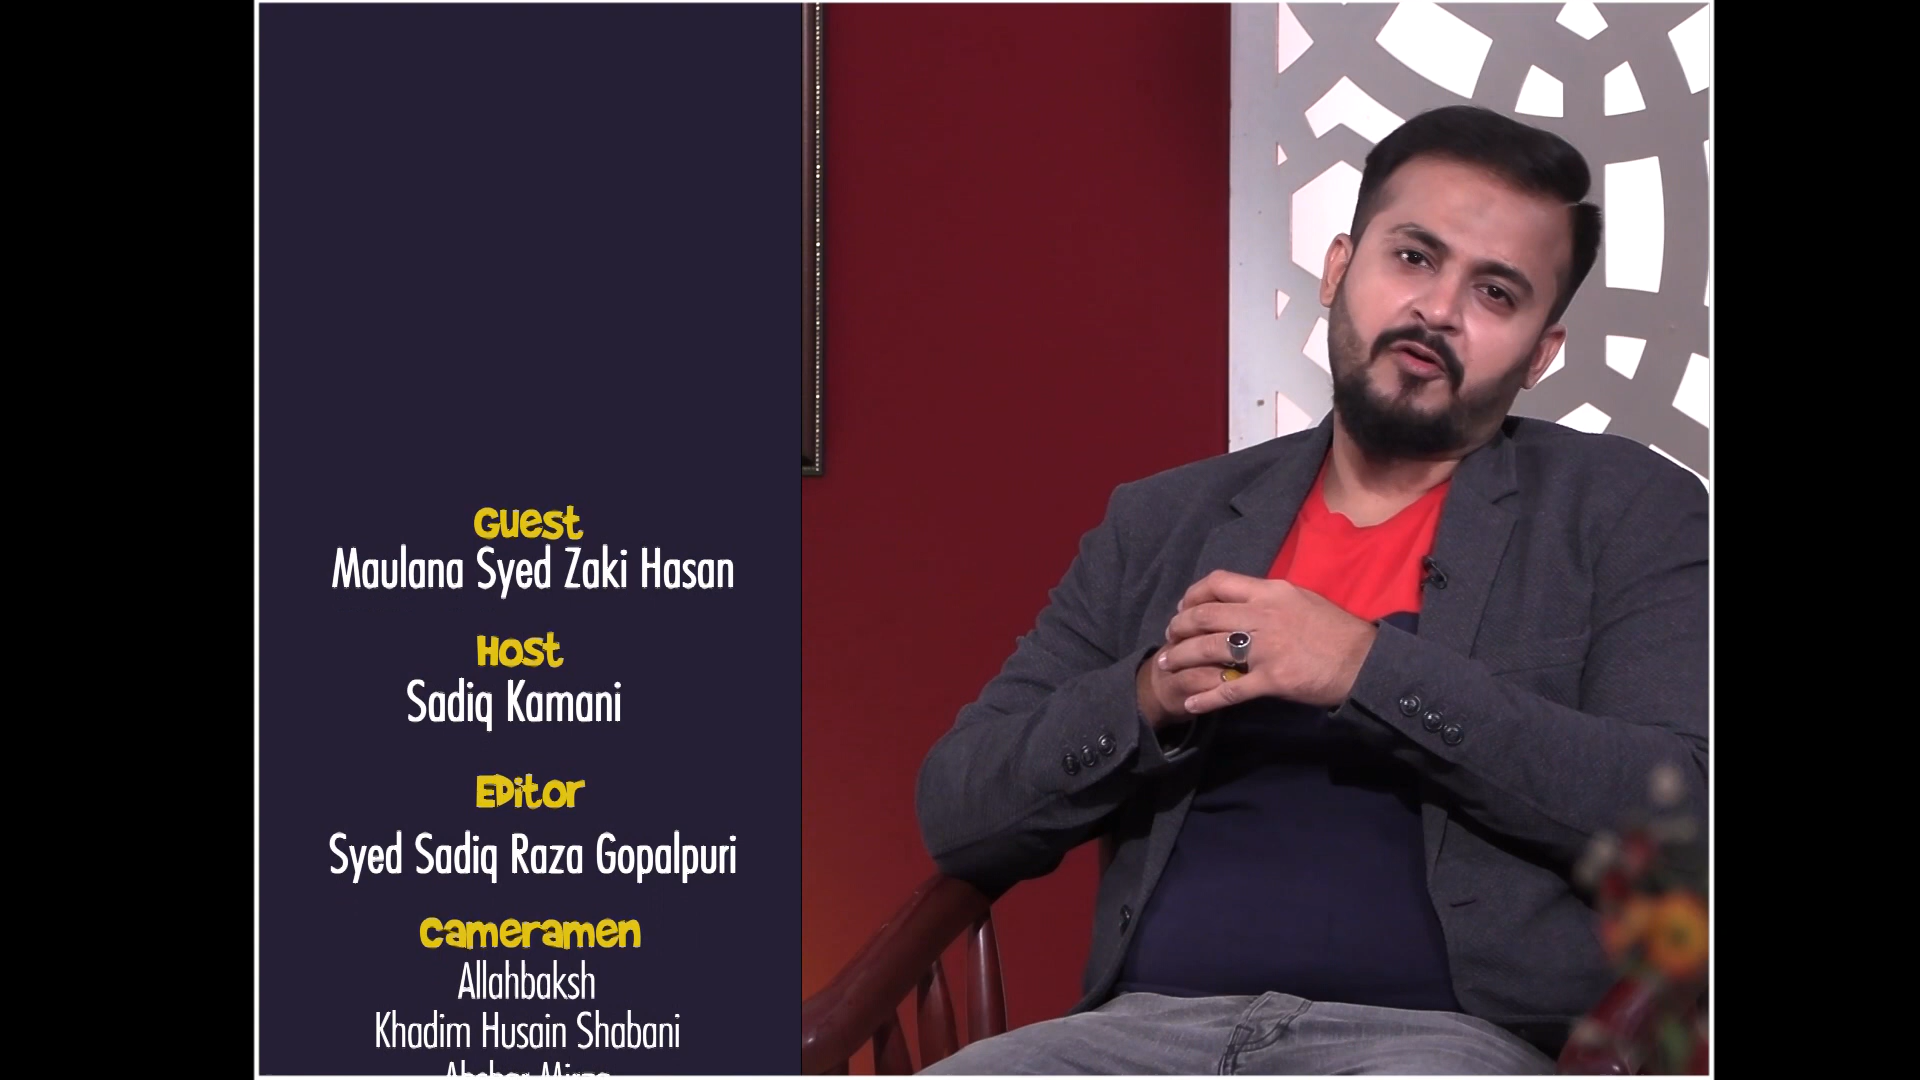 Guest
Maulana Syed Zaki Hasan
Host
Sadiq Kamani
Editor
Syed Sadiq Raza Gopalpuri
Cameramen
Allahbaksh
Khadim Husain Shabani